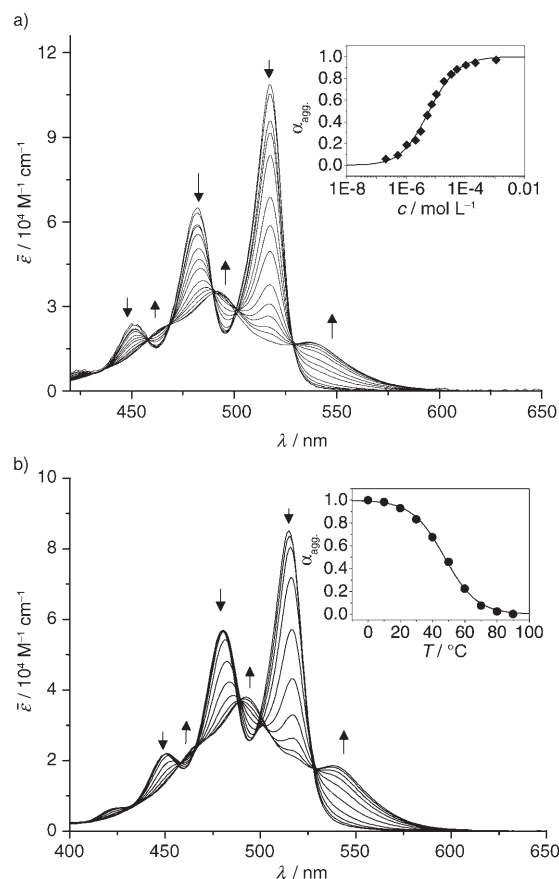 a)
12
9
6
3
0
ε̄ / 10⁴ M⁻¹ cm⁻¹
450 500 550 600 650
λ / nm
1.0
0.8
0.6
0.4
0.2
0.0
α agg.
1E-8 1E-6 1E-4 0.01
c / mol L⁻¹
b)
10
8
6
4
2
0
ε̄ / 10⁴ M⁻¹ cm⁻¹
400 450 500 550 600 650
λ / nm
1.0
0.8
0.6
0.4
0.2
0.0
α agg.
0 20 40 60 80 100
T / °C